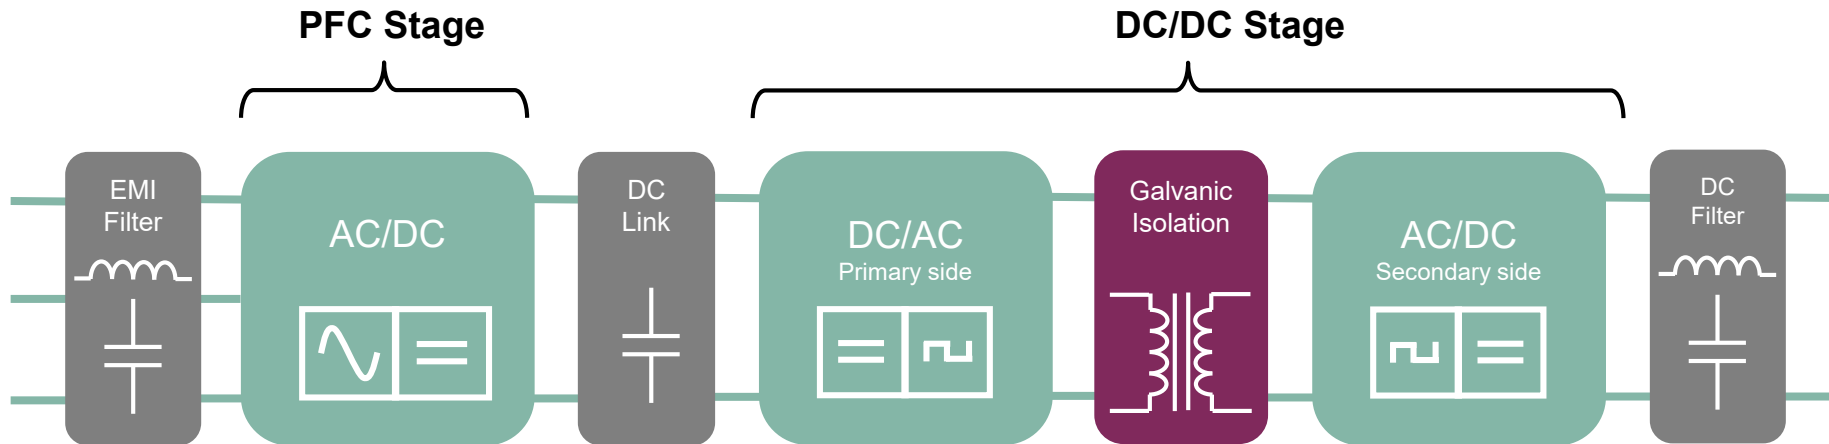 PFC Stage
DC/DC Stage
EMI
Filter
AC/DC
DC
Link
DC/AC
Primary side
Galvanic
Isolation
AC/DC
Secondary side
DC
Filter